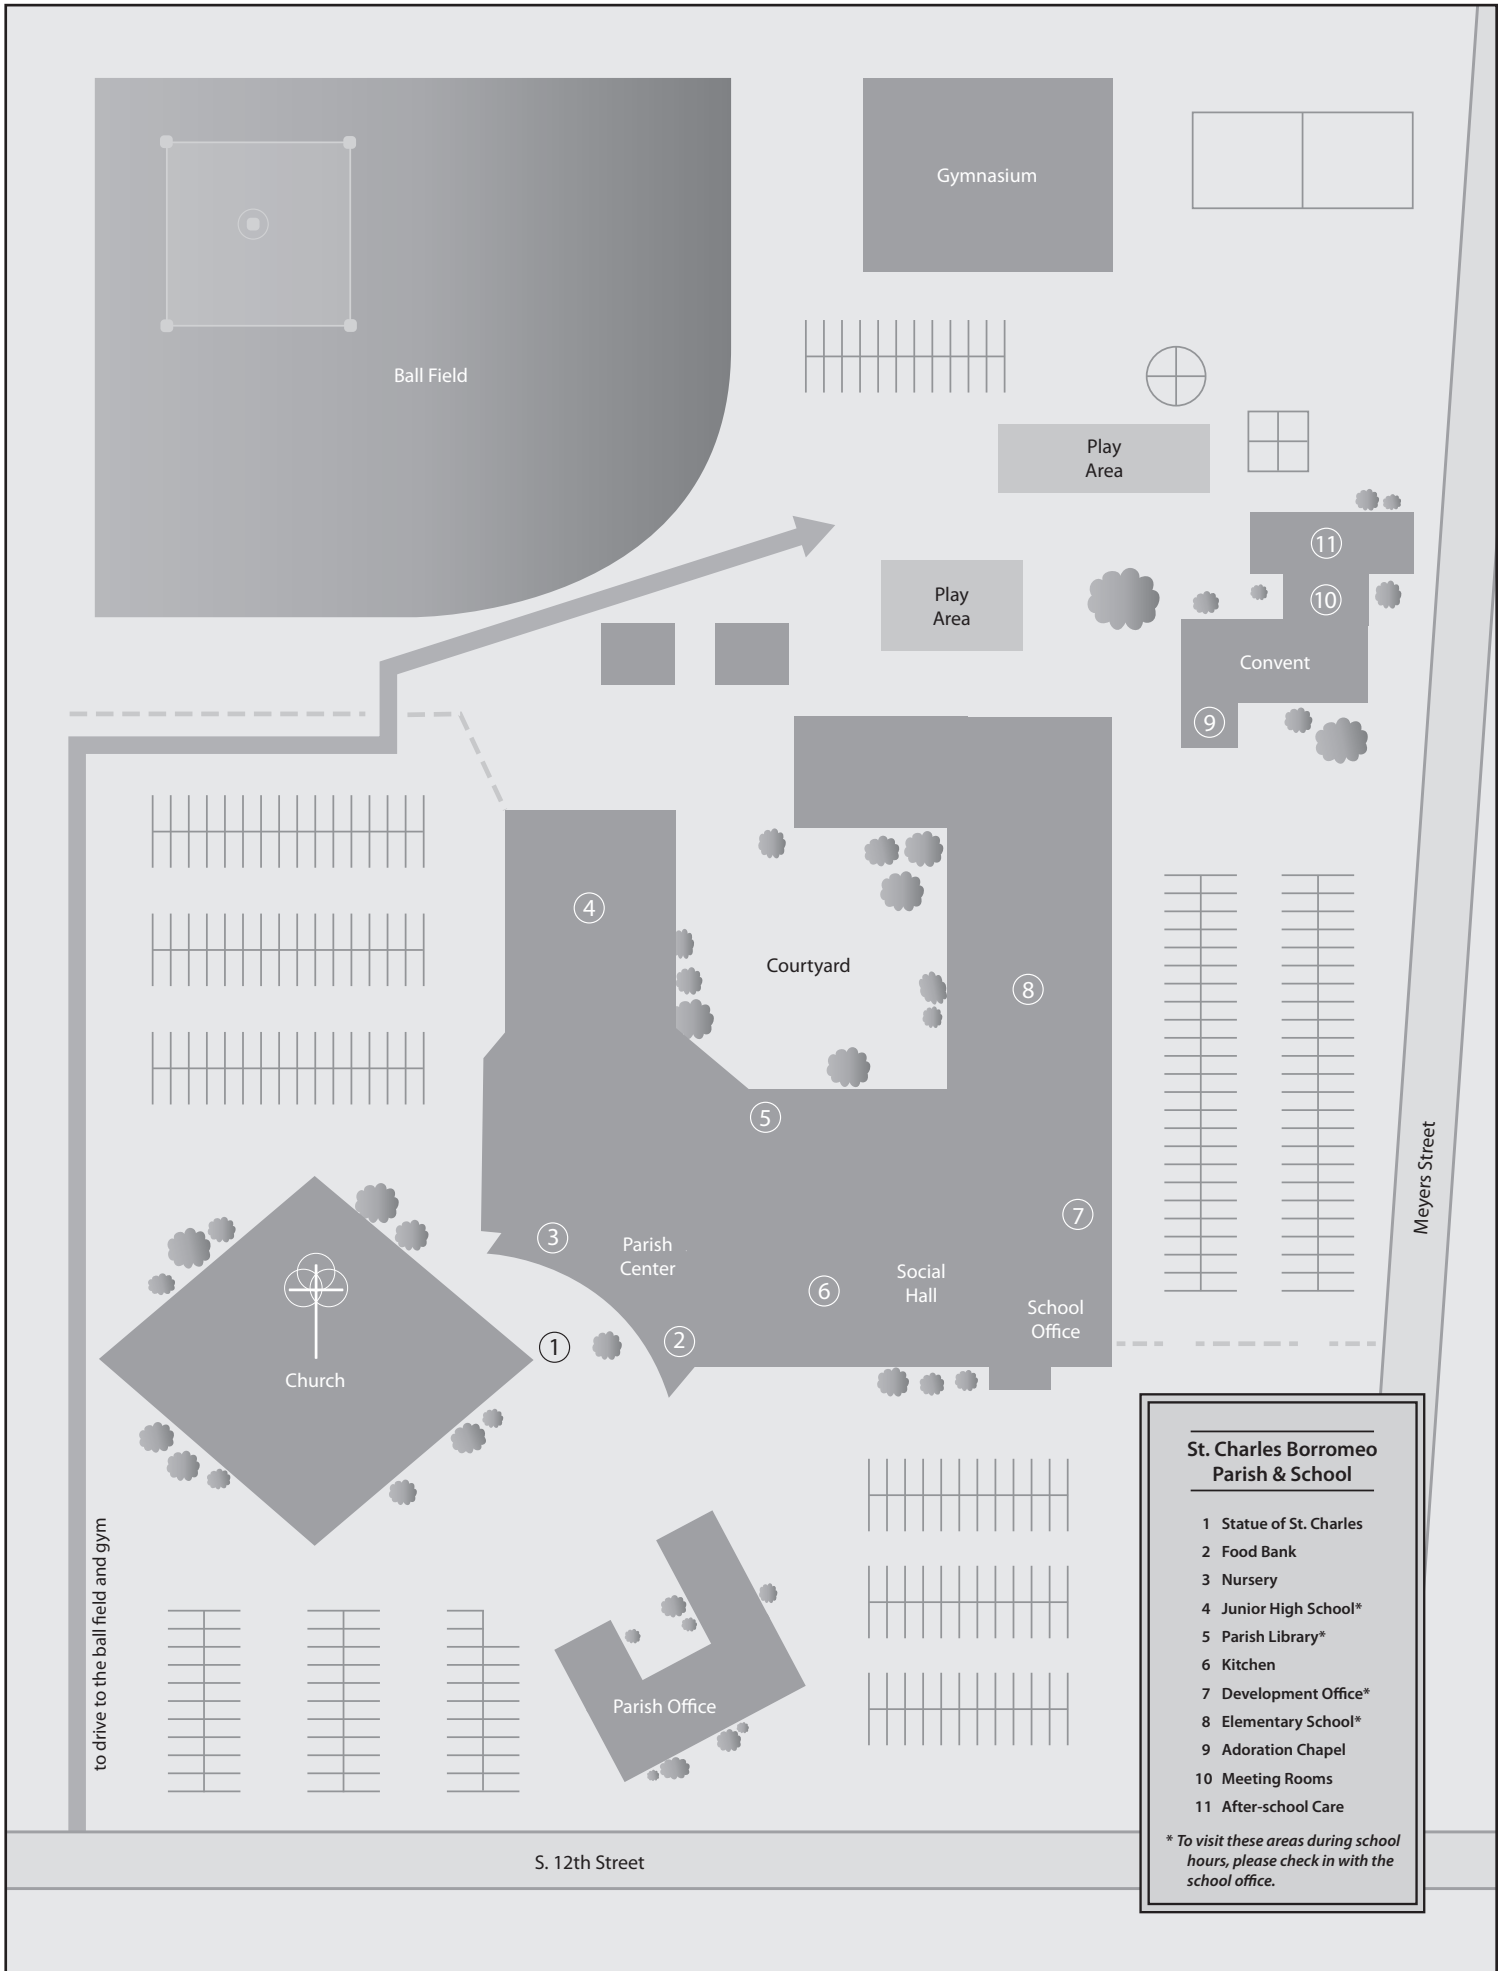 Gymnasium
Ball Field
Play
Area
Play
Area
11
10
Convent
9
4
Courtyard
8
5
Meyers Street
7
3
Parish
Center
Social
Hall
6
School
Office
1
2
Church
to drive to the ball field and gym
Parish Office
S. 12th Street
St. Charles Borromeo
Parish & School
1 Statue of St. Charles
2 Food Bank
3 Nursery
4 Junior High School*
5 Parish Library*
6 Kitchen
7 Development Office*
8 Elementary School*
9 Adoration Chapel
10 Meeting Rooms
11 After-school Care
* To visit these areas during school
hours, please check in with the
school office.